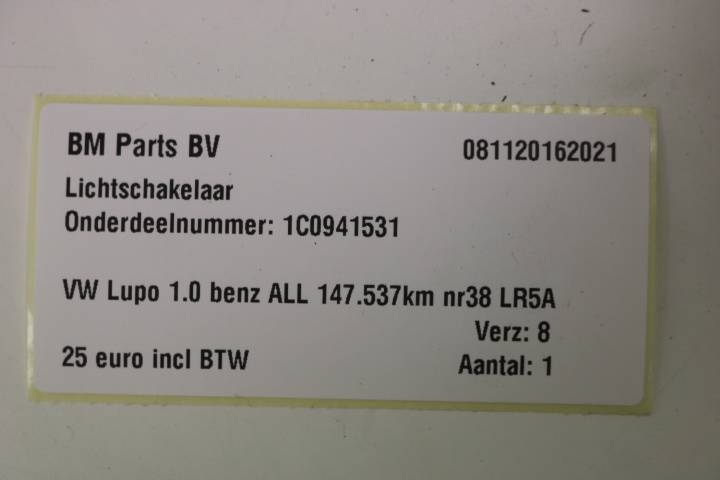 BM Parts BV 081120162021
Lichtschakelaar
Onderdeelnummer: 1C0941531
VW Lupo 1.0 benz ALL 147.537km nr38 LR5A
Verz: 8
25 euro incl BTW Aantal: 1